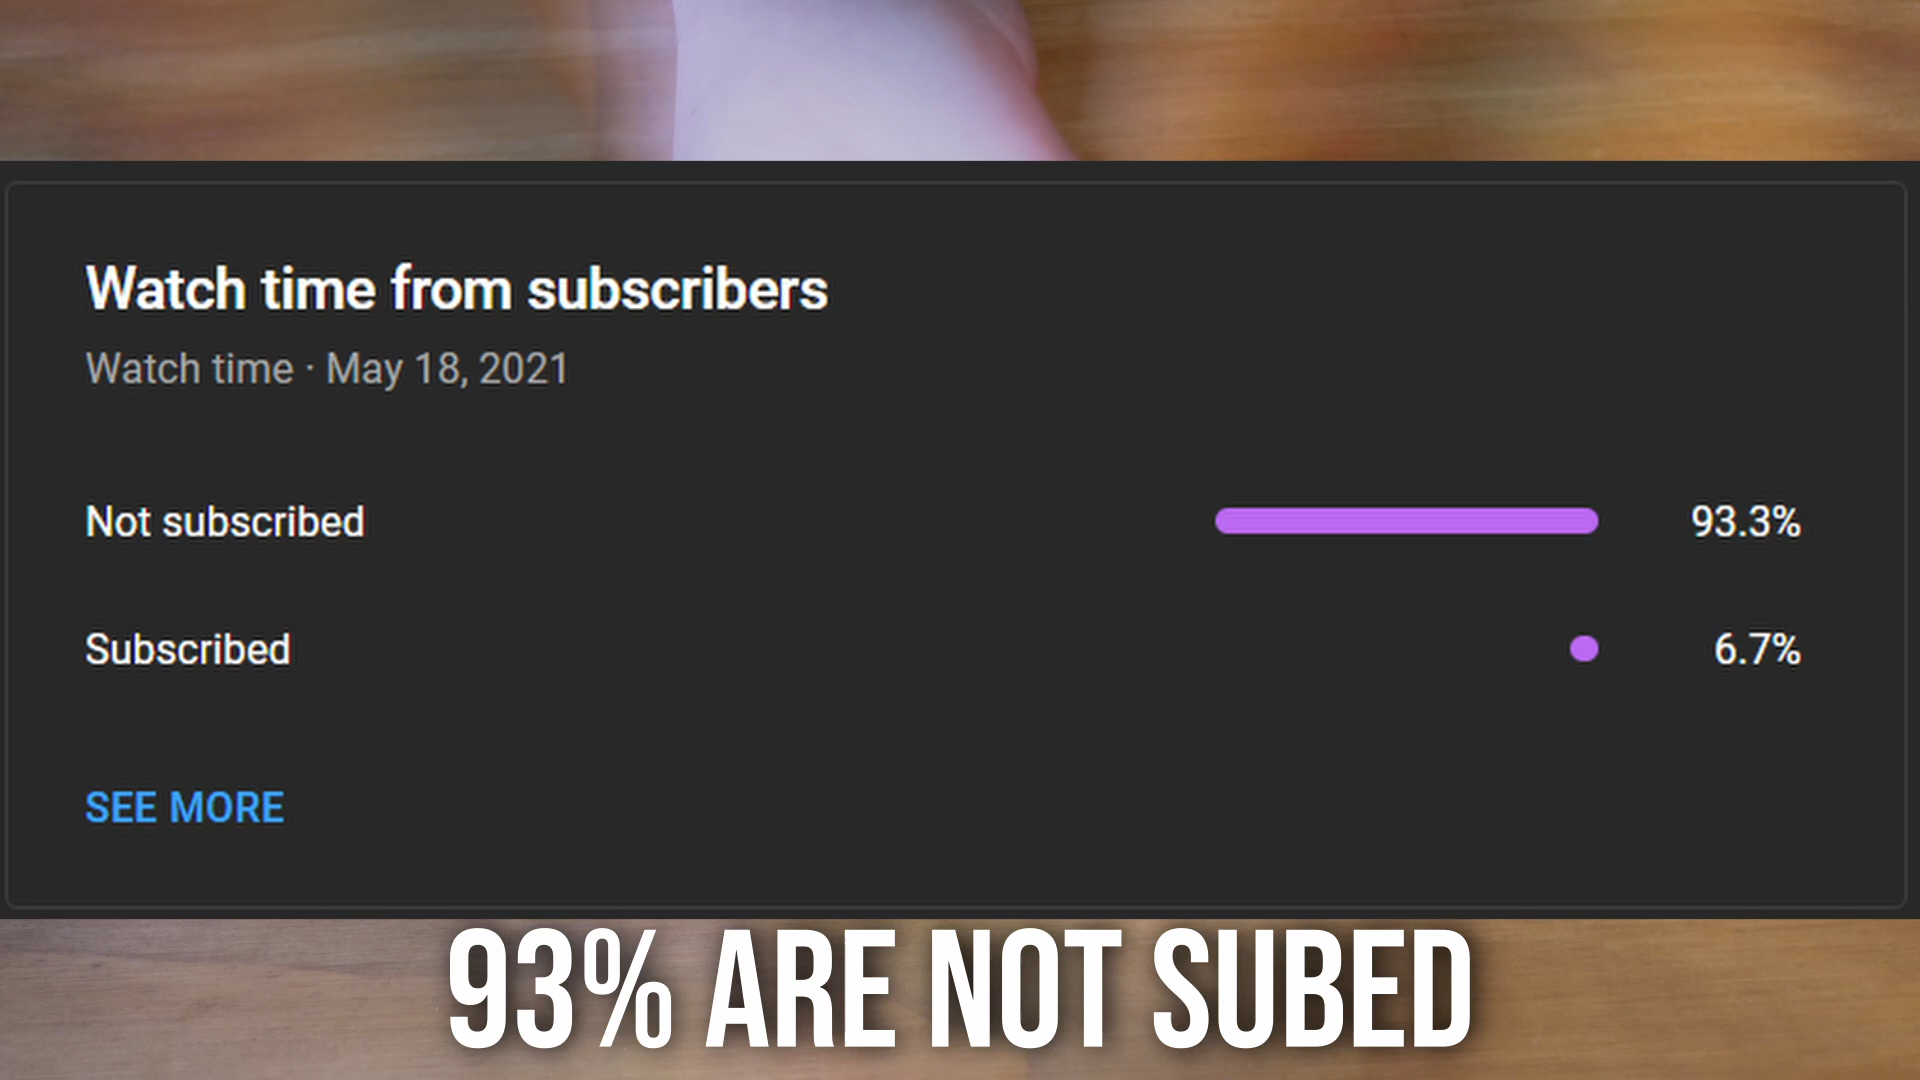 Watch time from subscribers
Watch time · May 18, 2021
Not subscribed 93.3%
Subscribed 6.7%
SEE MORE
93% ARE NOT SUBED